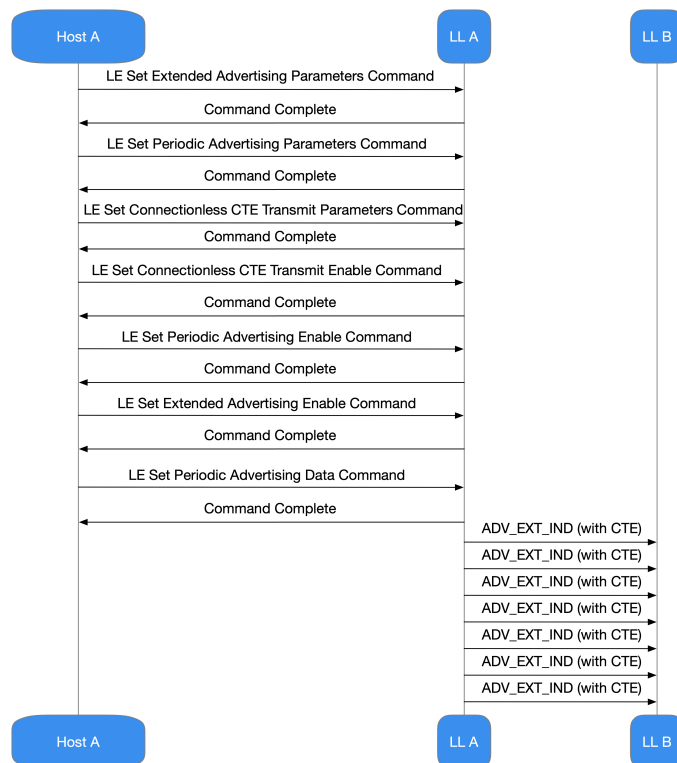 Host A
LL A
LL B
LE Set Extended Advertising Parameters Command
Command Complete
LE Set Periodic Advertising Parameters Command
Command Complete
LE Set Connectionless CTE Transmit Parameters Command
Command Complete
LE Set Connectionless CTE Transmit Enable Command
Command Complete
LE Set Periodic Advertising Enable Command
Command Complete
LE Set Extended Advertising Enable Command
Command Complete
LE Set Periodic Advertising Data Command
Command Complete
ADV_EXT_IND (with CTE)
ADV_EXT_IND (with CTE)
ADV_EXT_IND (with CTE)
ADV_EXT_IND (with CTE)
ADV_EXT_IND (with CTE)
ADV_EXT_IND (with CTE)
ADV_EXT_IND (with CTE)
Host A
LL A
LL B